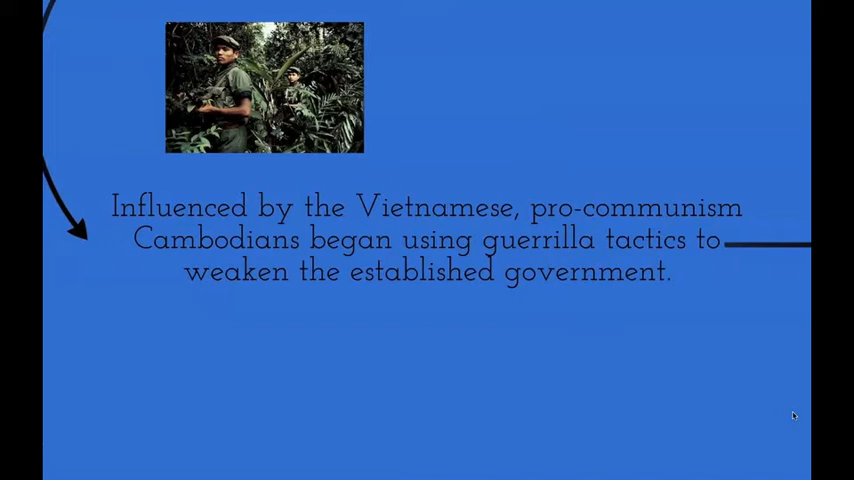 Influenced by the Vietnamese, pro-communism
Cambodians began using guerrilla tactics to
weaken the established government.